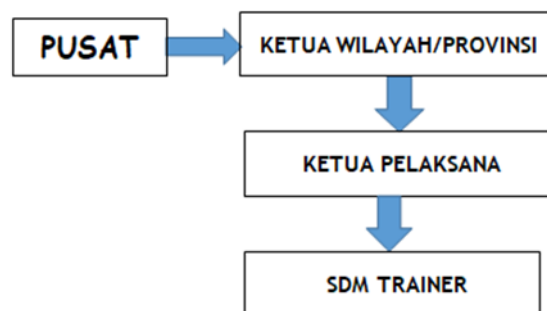 PUSAT
KETUA WILAYAH/PROVINSI
KETUA PELAKSANA
SDM TRAINER